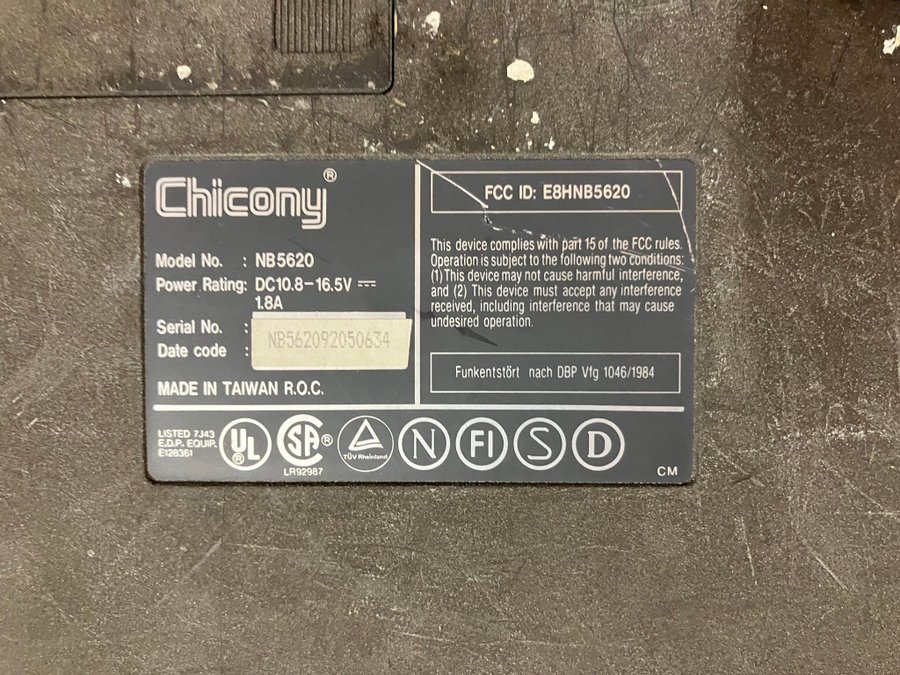 Chicony®
Model No. : NB5620
Power Rating: DC10.8-16.5V
1.8A
Serial No. :
NB562092050634
Date code :
MADE IN TAIWAN R.O.C.
FCC ID: E8HNB5620
This device complies with part 15 of the FCC rules.
Operation is subject to the following two conditions:
(1) This device may not cause harmful interference,
and (2) This device must accept any interference
received, including interference that may cause
undesired operation.
Funkentstört nach DBP Vfg 1046/1984
LISTED 7J43
E.D.P. EQUIP.
E128361
UL ®
SA ®
LR92987
TÜV Rheinland
N
FI
S
D
CM